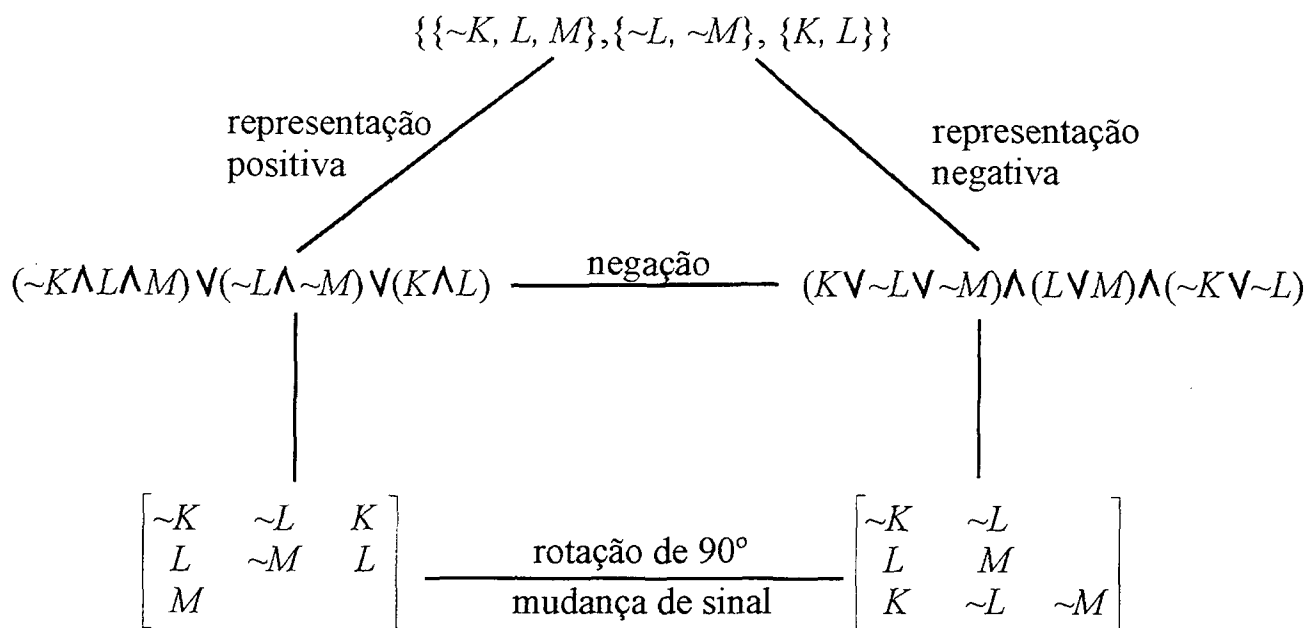 {{~K, L, M},{~L, ~M}, {K, L}}
representação
positiva
representação
negativa
(~K∧L∧M)∨(~L∧~M)∨(K∧L)
negação
(K∨~L∨~M)∧(L∨M)∧(~K∨~L)
~K ~L K
L ~M L
M
rotação de 90°
mudança de sinal
~K ~L
L M
K ~L ~M